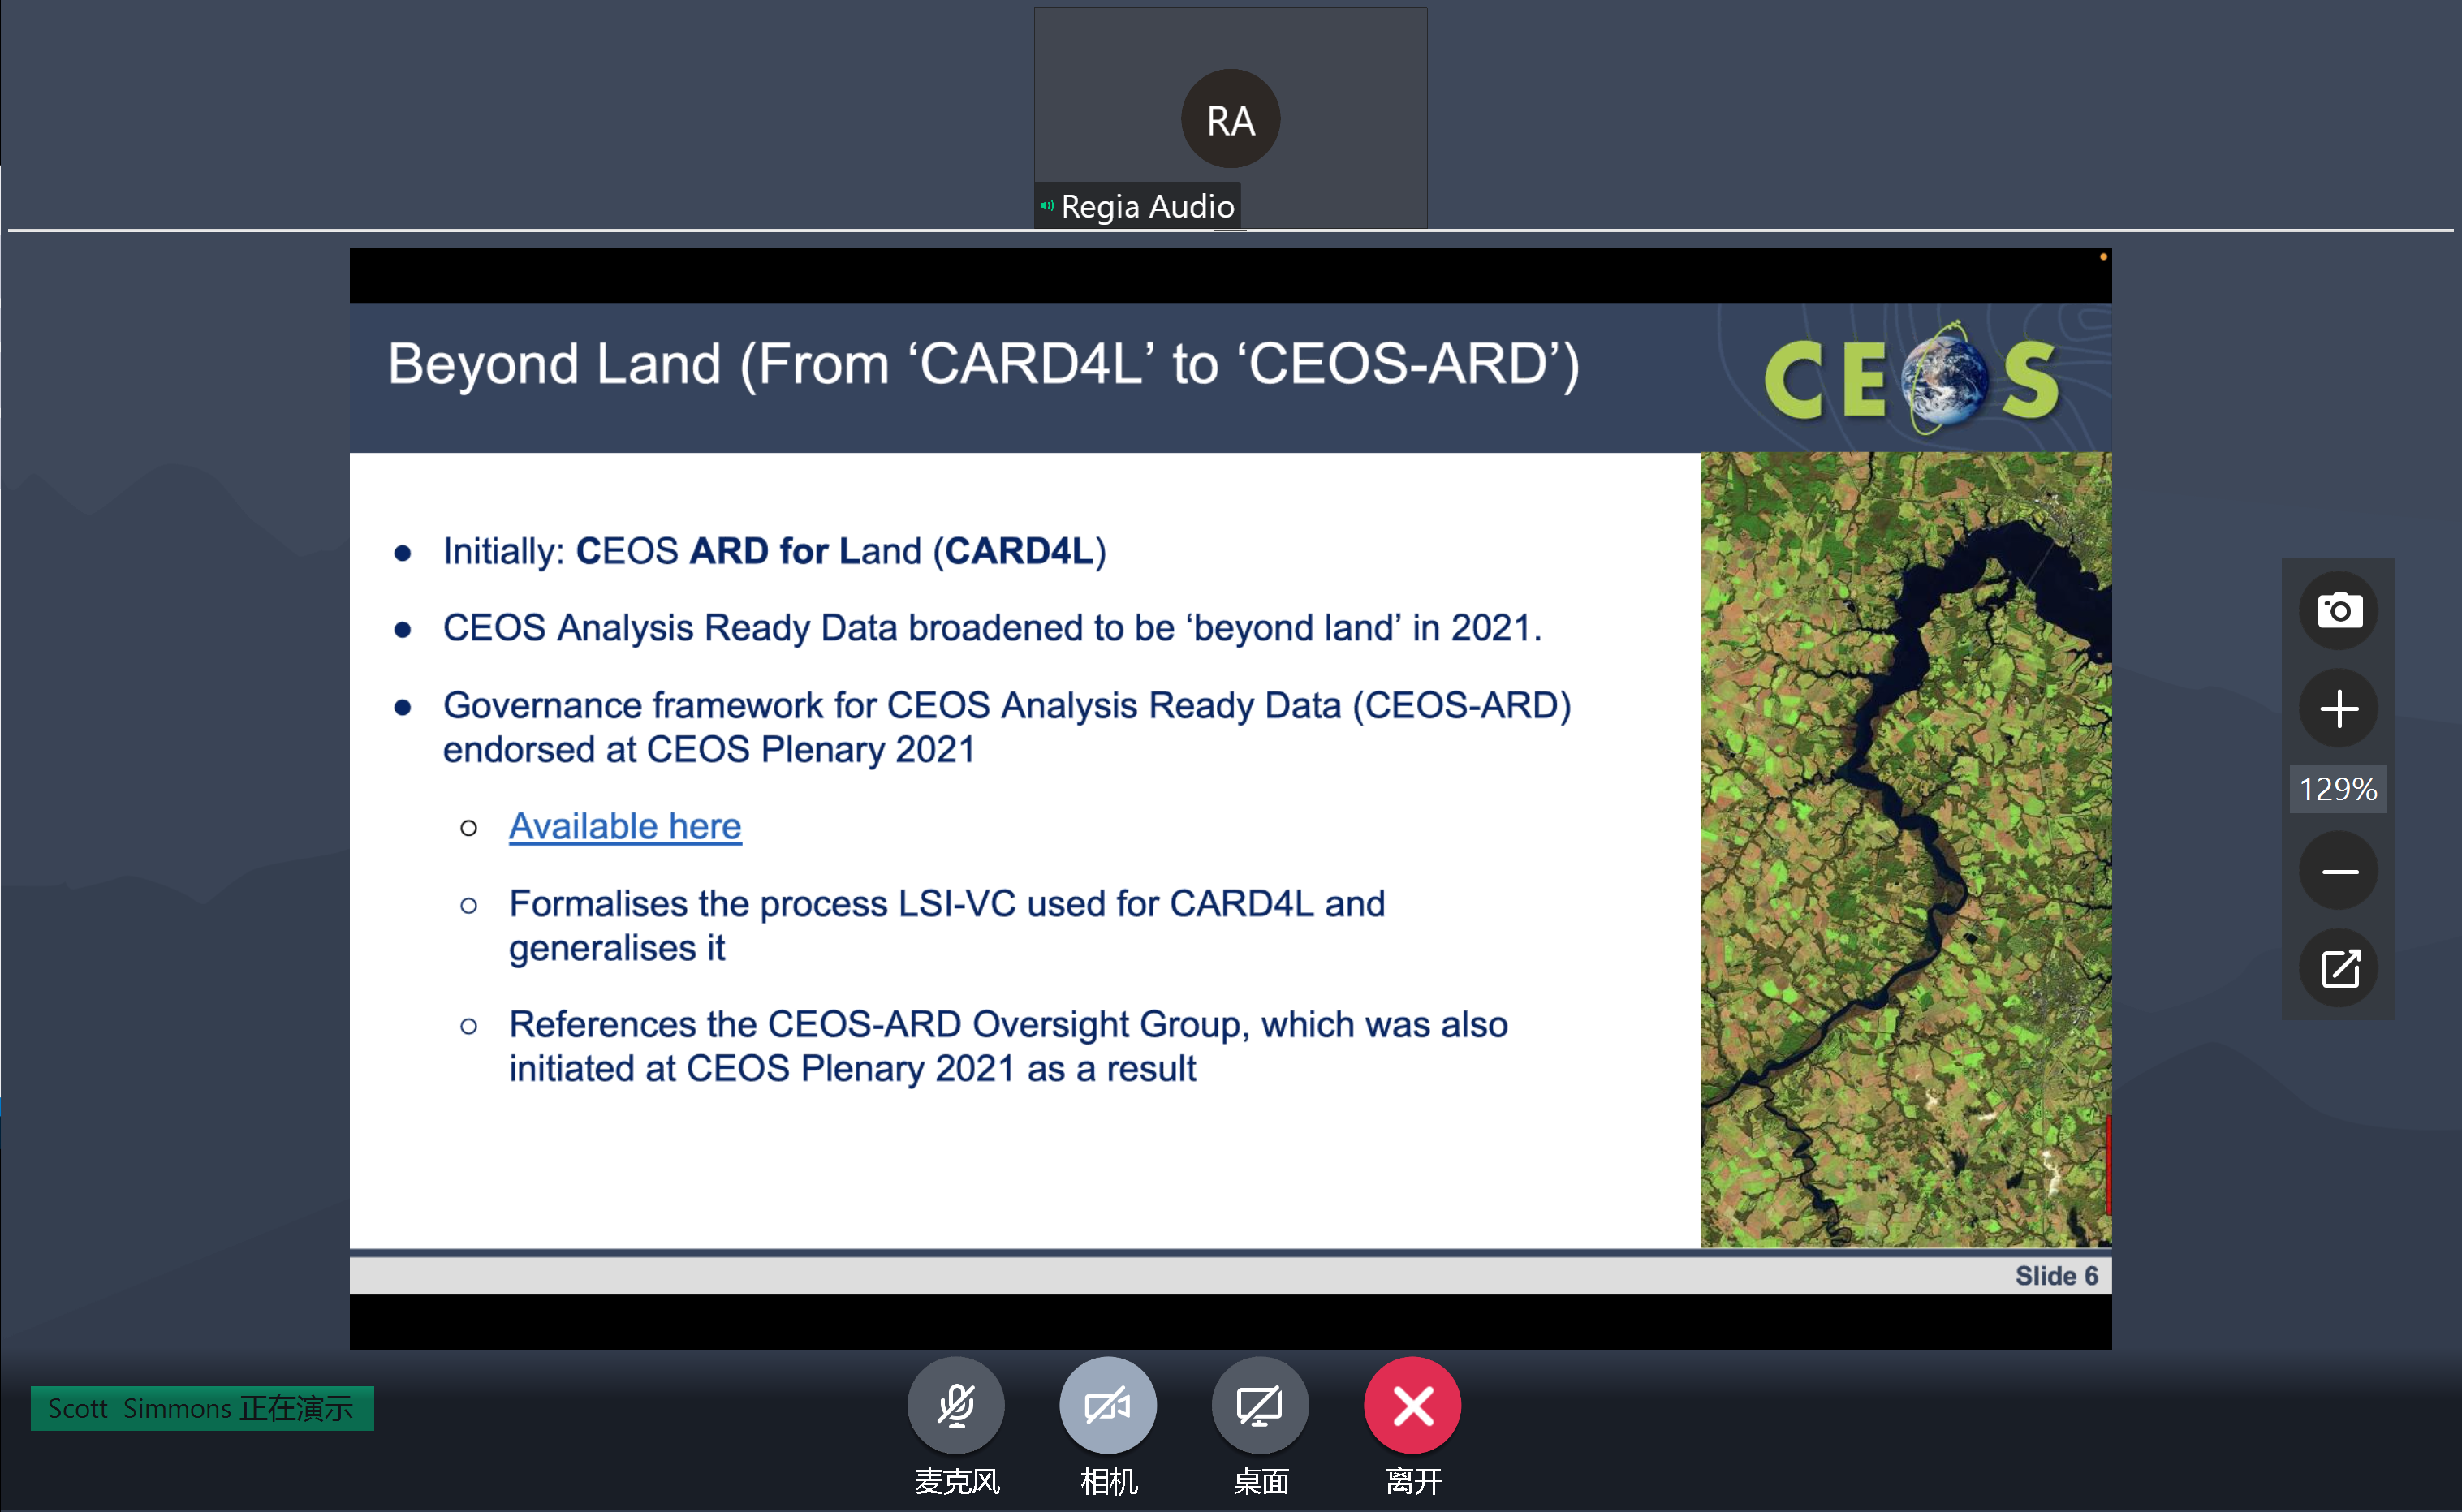 RA
Regia Audio
Beyond Land (From ‘CARD4L’ to ‘CEOS-ARD’)
CEOS
● Initially: CEOS ARD for Land (CARD4L)
● CEOS Analysis Ready Data broadened to be ‘beyond land’ in 2021.
● Governance framework for CEOS Analysis Ready Data (CEOS-ARD)
endorsed at CEOS Plenary 2021
○ Available here
○ Formalises the process LSI-VC used for CARD4L and
generalises it
○ References the CEOS-ARD Oversight Group, which was also
initiated at CEOS Plenary 2021 as a result
129%
Slide 6
Scott Simmons 正在演示
麦克风
相机
桌面
离开